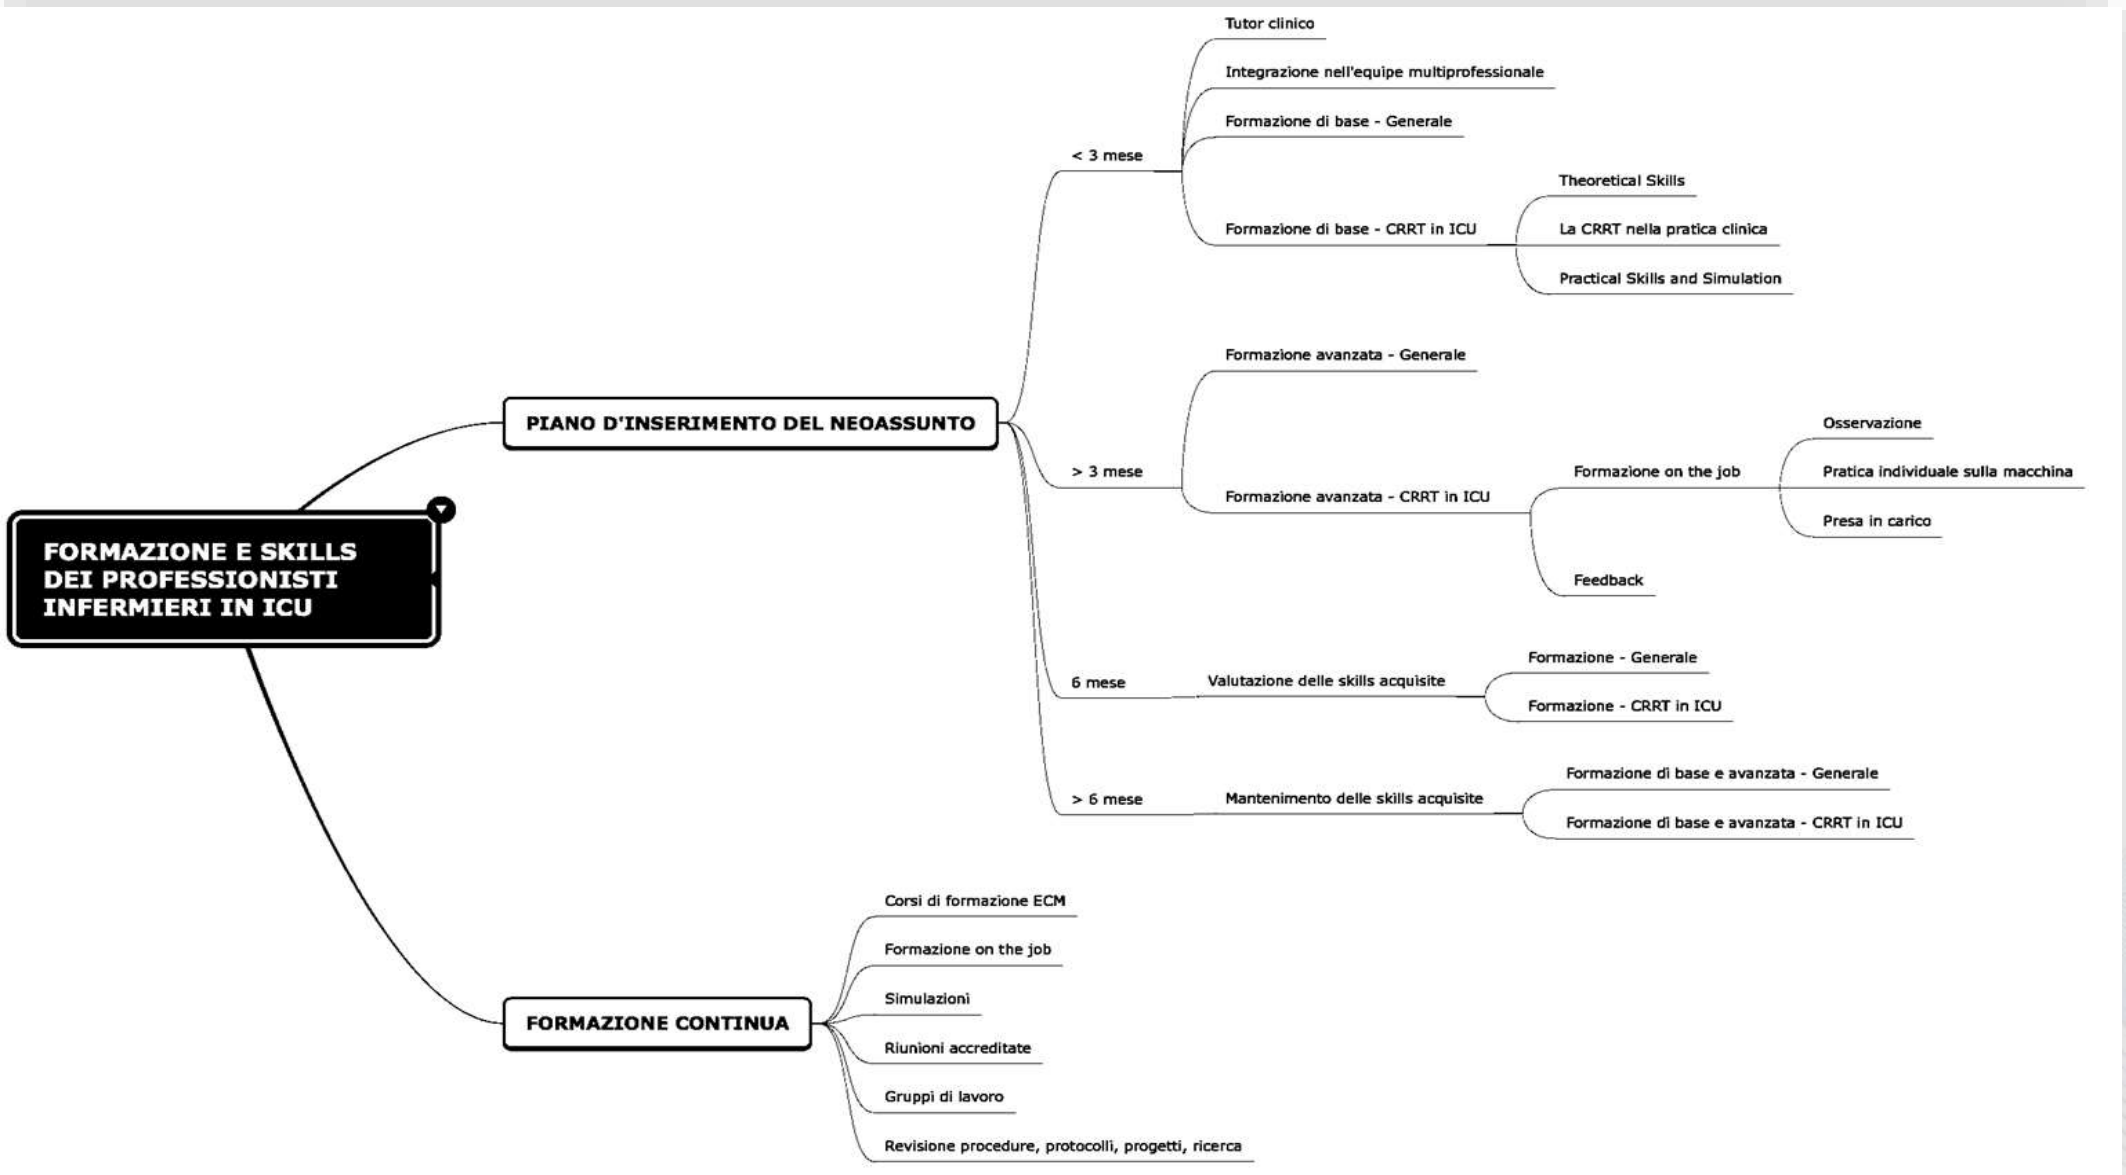 FORMAZIONE E SKILLS
DEI PROFESSIONISTI
INFERMIERI IN ICU
PIANO D'INSERIMENTO DEL NEOASSUNTO
< 3 mese
Tutor clinico
Integrazione nell'equipe multiprofessionale
Formazione di base - Generale
Formazione di base - CRRT in ICU
Theoretical Skills
La CRRT nella pratica clinica
Practical Skills and Simulation
> 3 mese
Formazione avanzata - Generale
Formazione avanzata - CRRT in ICU
Formazione on the job
Osservazione
Pratica individuale sulla macchina
Presa in carico
Feedback
6 mese
Valutazione delle skills acquisite
Formazione - Generale
Formazione - CRRT in ICU
> 6 mese
Mantenimento delle skills acquisite
Formazione di base e avanzata - Generale
Formazione di base e avanzata - CRRT in ICU
FORMAZIONE CONTINUA
Corsi di formazione ECM
Formazione on the job
Simulazioni
Riunioni accreditate
Gruppi di lavoro
Revisione procedure, protocolli, progetti, ricerca